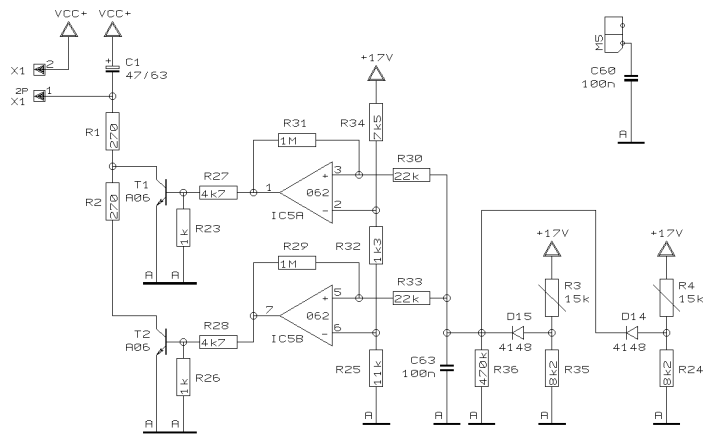 VCC+ VCC+
X1 2
2P 1
X1
+
C1
47/63
+17V
M5
C60
100n
A
R1 270
R31
1M
R34
7k5
T1
A06
R27
4k7
1
3
+
062
-
2
IC5A
R30
22k
R2 270
R23
1k
A A
R29
1M
R32
1k3
T2
A06
R28
4k7
7
5
+
062
-
6
IC5B
R33
22k
R26
1k
A A
R25
11k
A
C63
100n
A
R36
470k
A
+17V
R3
15k
D15
4148
R35
8k2
A
+17V
R4
15k
D14
4148
R24
8k2
A